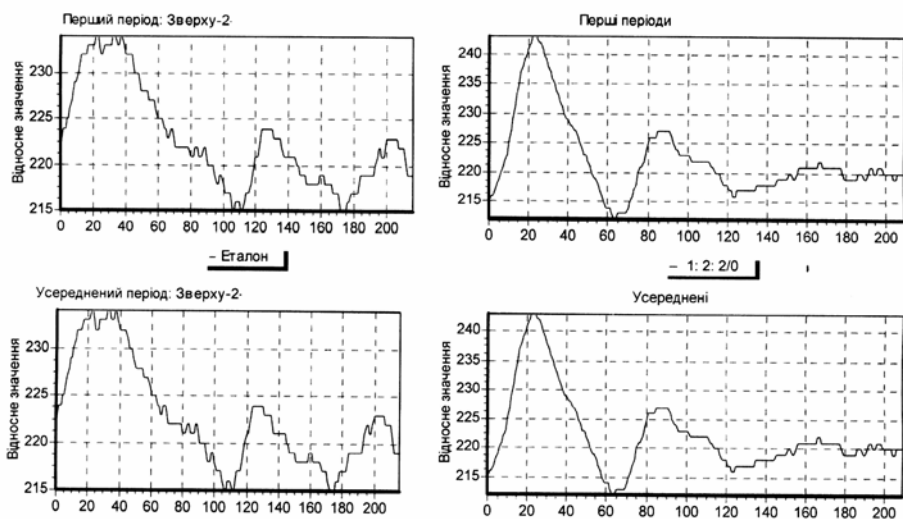 Перший період: Зверху-2
Відносне значення
230
225
220
215
0 20 40 60 80 100 120 140 160 180 200
– Еталон
Перші періоди
Відносне значення
240
235
230
225
220
215
0 20 40 60 80 100 120 140 160 180 200
– 1: 2: 2/0
Усереднений період: Зверху-2
Відносне значення
230
225
220
215
0 20 40 60 80 100 120 140 160 180 200
Усереднені
Відносне значення
240
235
230
225
220
215
0 20 40 60 80 100 120 140 160 180 200